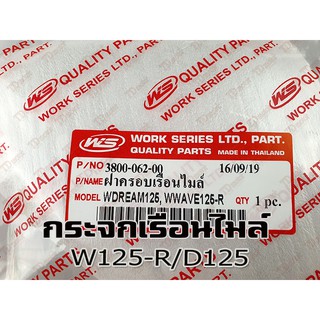 WS QUALITY PARTS
WORK SERIES LTD., PART.
WS WORK SERIES LTD., PART.
QUALITY PARTS MADE IN THAILAND
P/NO 3800-062-00 16/09/19
P/NAME ฝาครอบเรือนไมล์
MODEL WDREAM125, WWAVE125-R QTY 1 pc.
กระจกเรือนไมล์
W125-R/D125